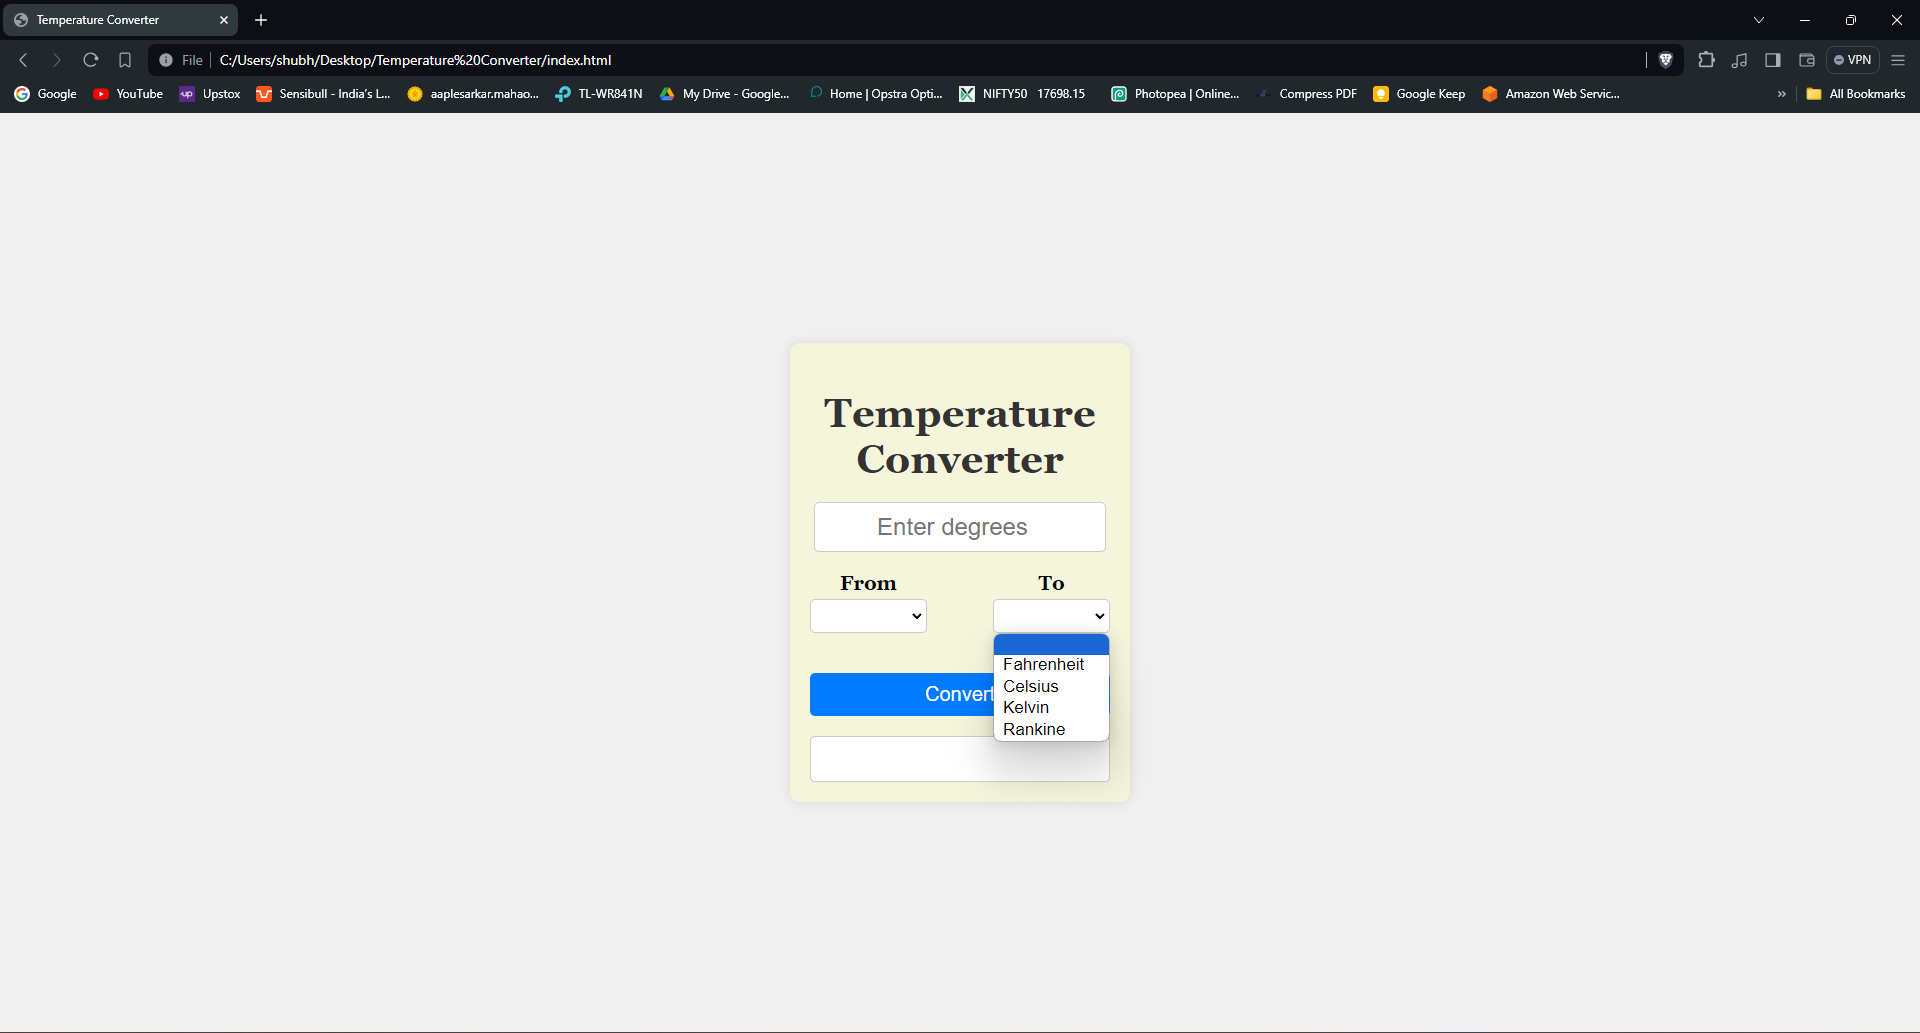 Temperature Converter
File C:/Users/shubh/Desktop/Temperature%20Converter/index.html VPN
Google YouTube up Upstox Sensibull - India's L... aaplesarkar.mahao... TL-WR841N My Drive - Google... Home | Opstra Opti... NIFTY50 17698.15 Photopea | Online... Compress PDF Google Keep Amazon Web Servic... » All Bookmarks
Temperature
Converter
Enter degrees
From To
Fahrenheit
Celsius
Kelvin
Rankine
Convert